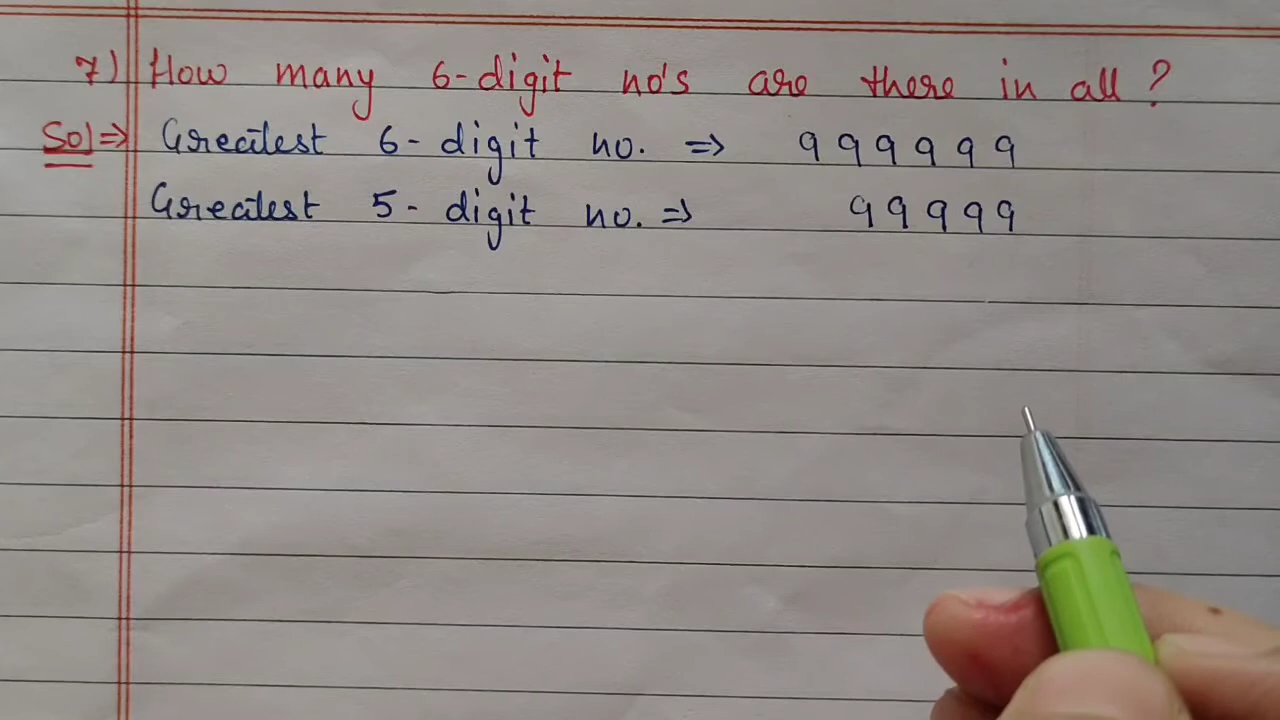 7) How many 6-digit no's are there in all?
Sol⇒ Greatest 6-digit no. ⇒ 999999
Greatest 5-digit no. ⇒ 99999